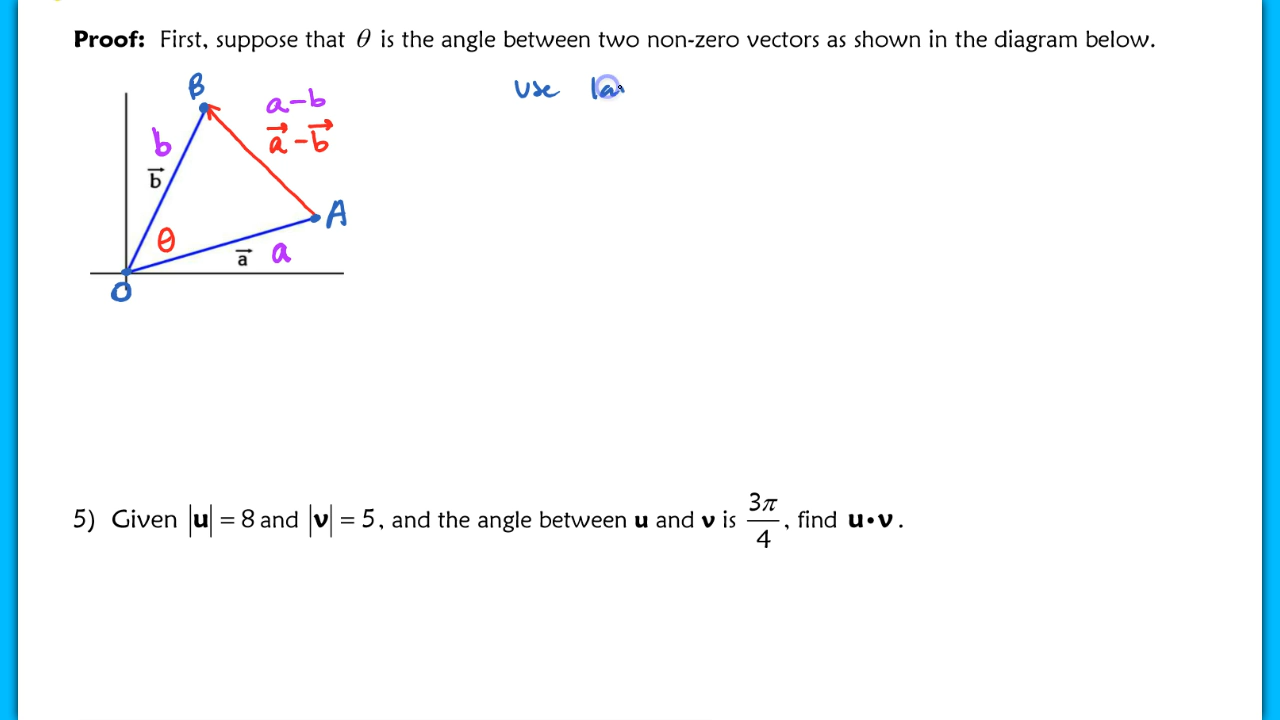 Proof: First, suppose that θ is the angle between two non-zero vectors as shown in the diagram below.
B
use la
a-b
a⃗ - b⃗
b
b⃗
A
θ
a⃗ a
O
5) Given |u| = 8 and |v| = 5, and the angle between u and v is 3π/4, find u•v.